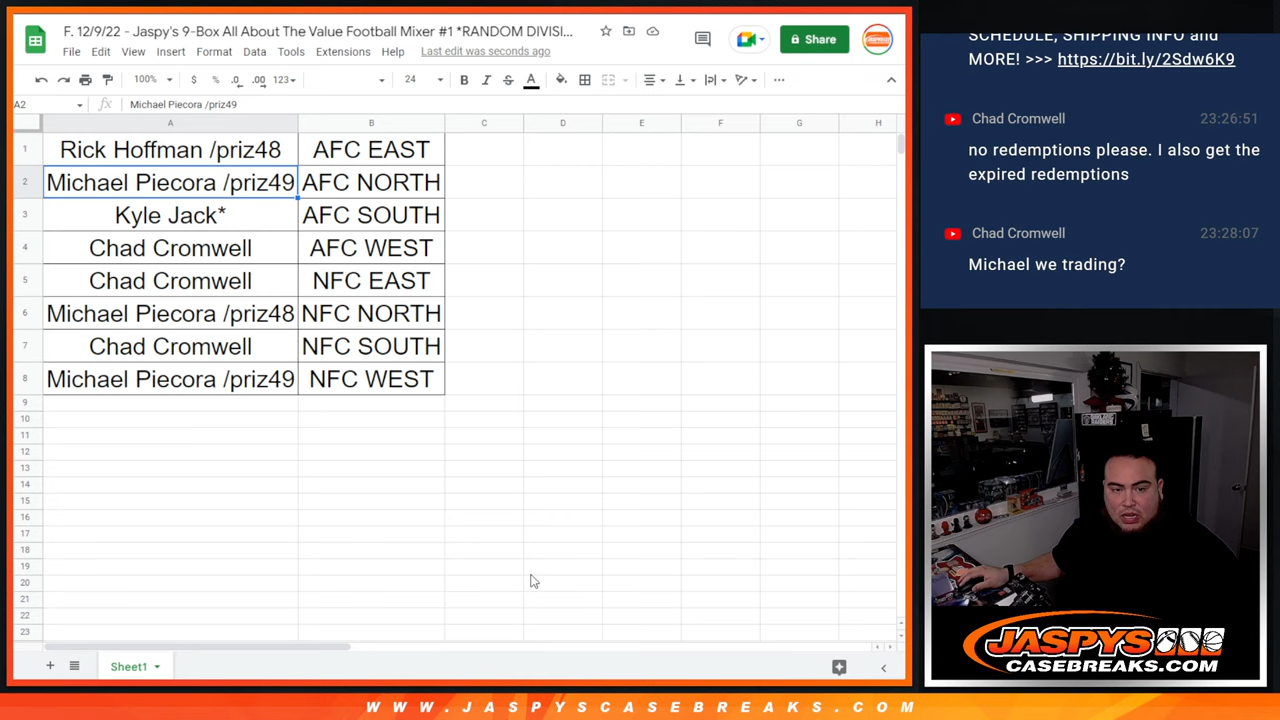 F. 12/9/22 - Jaspy's 9-Box All About The Value Football Mixer #1 *RANDOM DIVISI...
Share
File Edit View Insert Format Data Tools Extensions Help Last edit was seconds ago
100% $ % .0 .00 123 24 B I S A
A2 fx Michael Piecora /priz49
A B C D E F G H
1 Rick Hoffman /priz48 AFC EAST
2 Michael Piecora /priz49 AFC NORTH
3 Kyle Jack* AFC SOUTH
4 Chad Cromwell AFC WEST
5 Chad Cromwell NFC EAST
6 Michael Piecora /priz48 NFC NORTH
7 Chad Cromwell NFC SOUTH
8 Michael Piecora /priz49 NFC WEST
9
10
11
12
13
14
15
16
17
18
19
20
21
22
23
Sheet1
SCHEDULE, SHIPPING INFO and
MORE! >>> https://bit.ly/2Sdw6K9
Chad Cromwell 23:26:51
no redemptions please. I also get the
expired redemptions
Chad Cromwell 23:28:07
Michael we trading?
JASPYS
CASEBREAKS.COM
WWW.JASPYSCASEBREAKS.COM